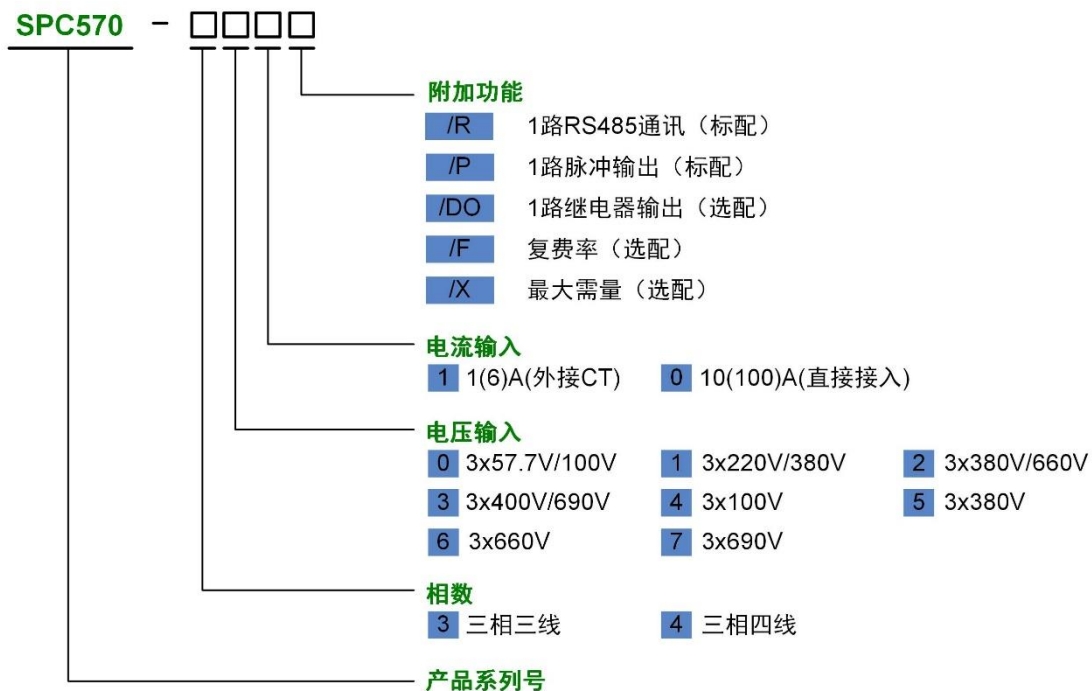 SPC570 - □□□□
附加功能
/R 1路RS485通讯（标配）
/P 1路脉冲输出（标配）
/DO 1路继电器输出（选配）
/F 复费率（选配）
/X 最大需量（选配）
电流输入
1 1(6)A(外接CT) 0 10(100)A(直接接入)
电压输入
0 3x57.7V/100V 1 3x220V/380V 2 3x380V/660V
3 3x400V/690V 4 3x100V 5 3x380V
6 3x660V 7 3x690V
相数
3 三相三线 4 三相四线
产品系列号